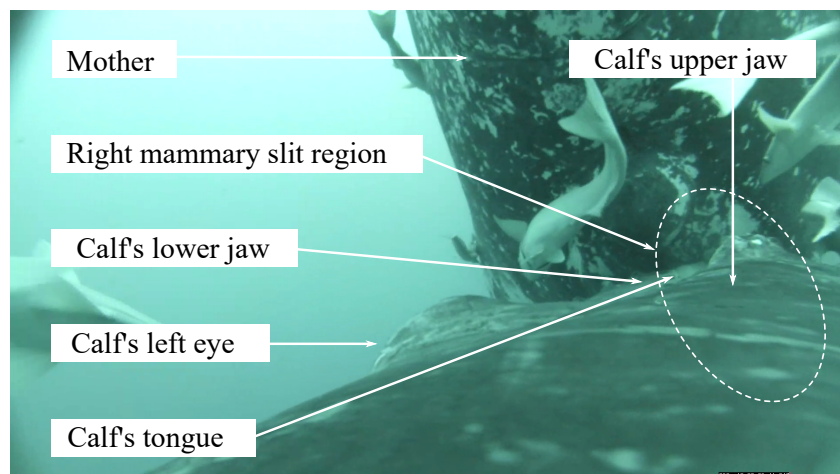 Mother
Calf's upper jaw
Right mammary slit region
Calf's lower jaw
Calf's left eye
Calf's tongue